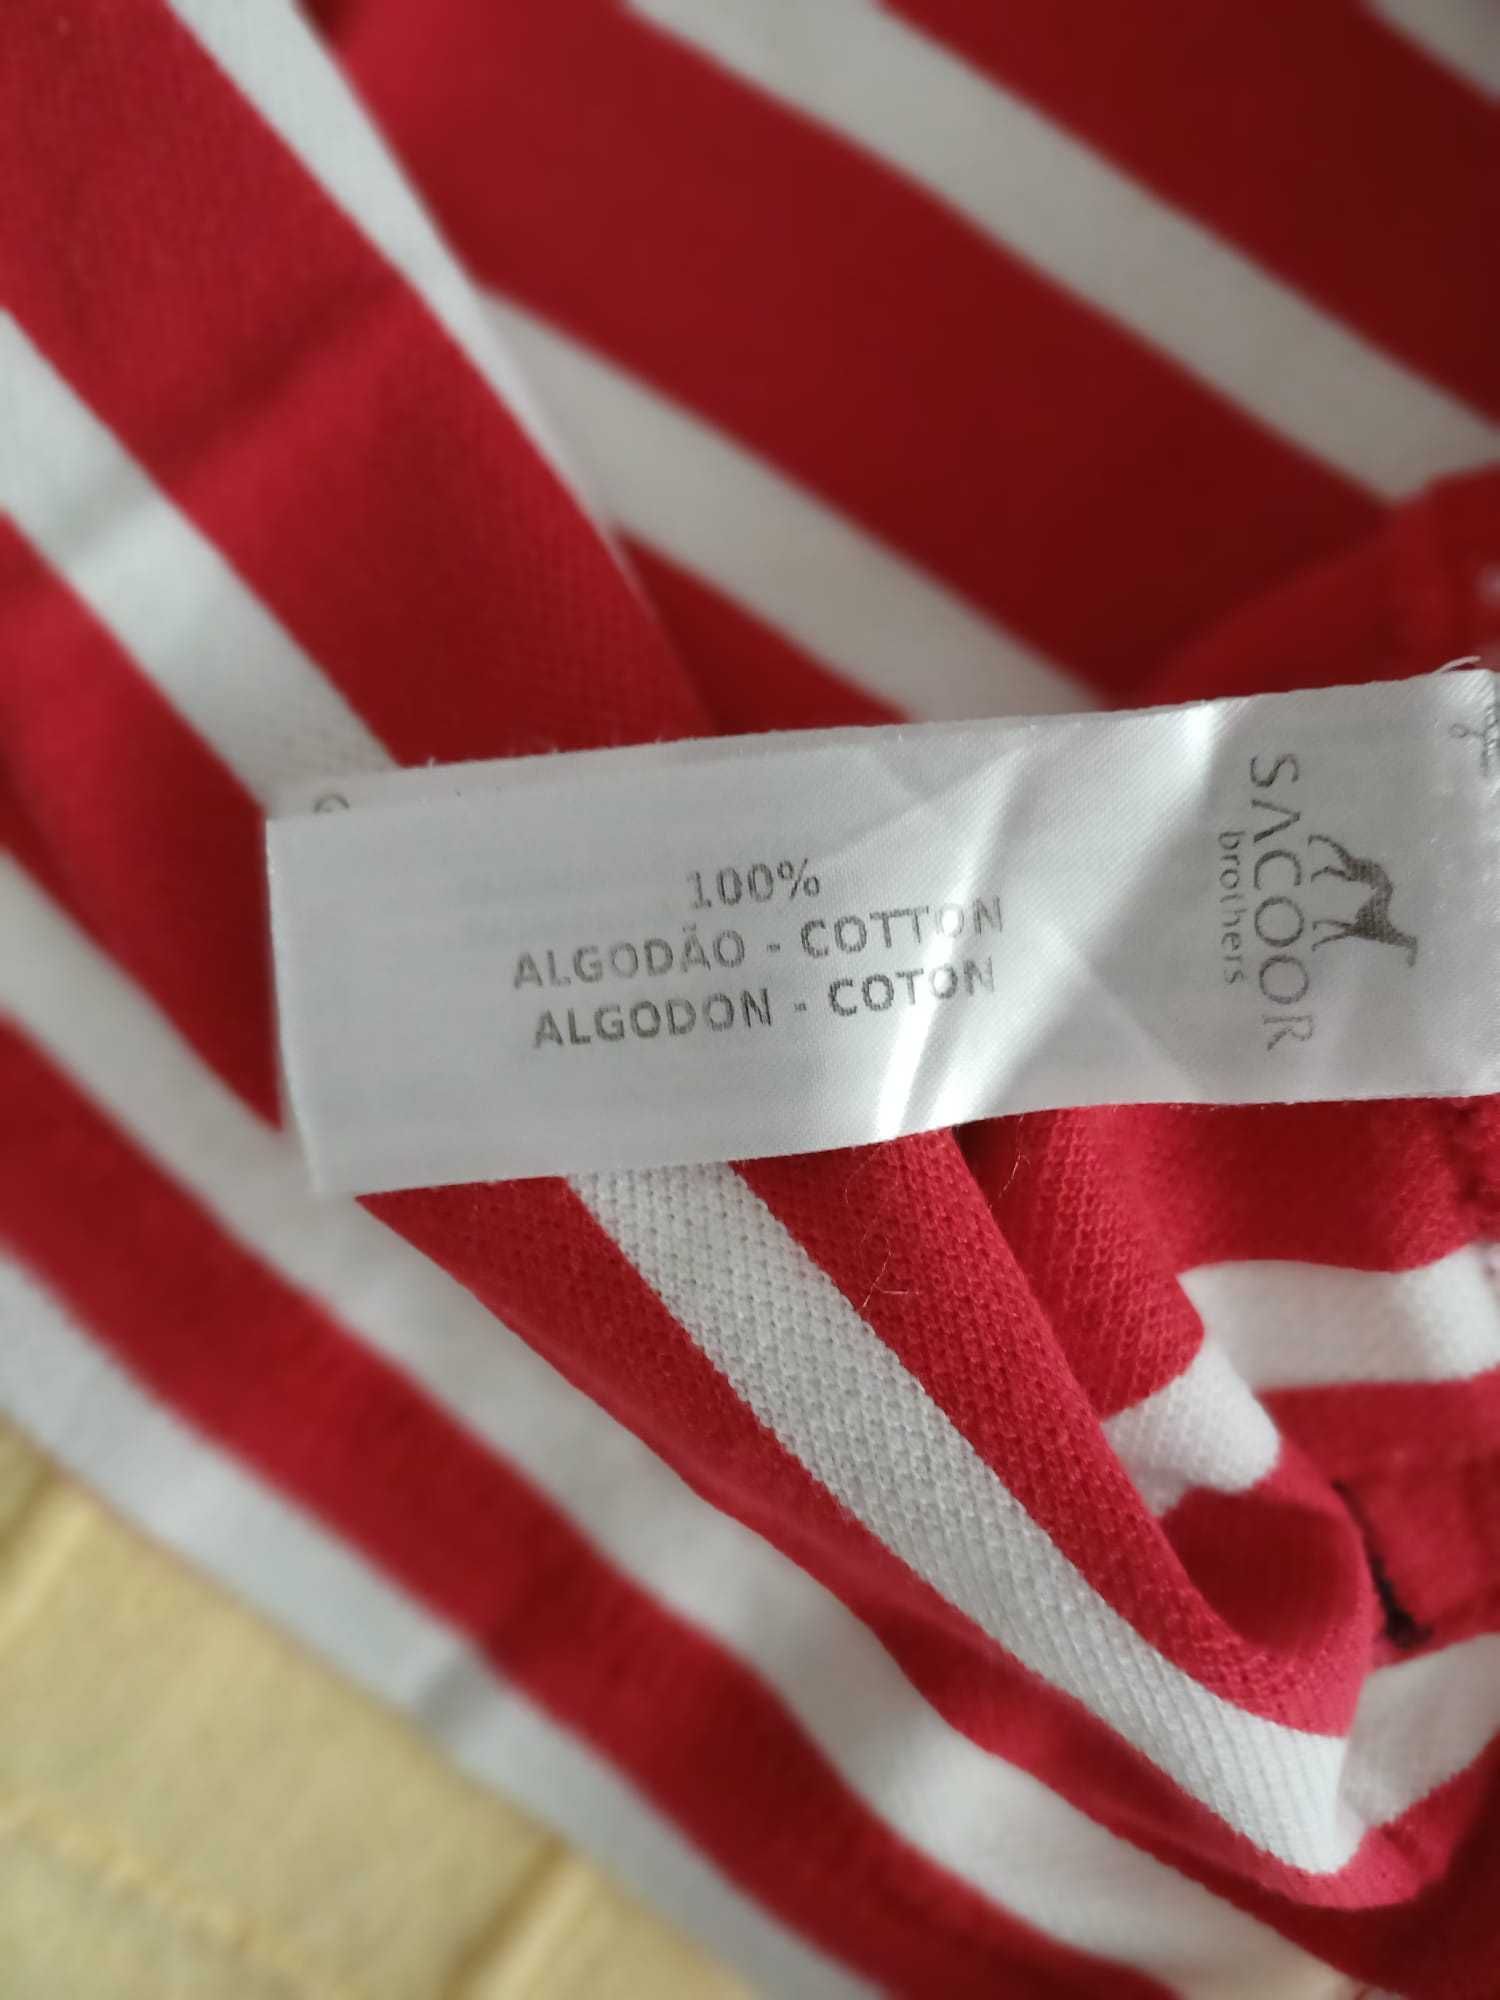 100%
ALGODÃO - COTTON
ALGODON - COTON
SACOOR
brothers